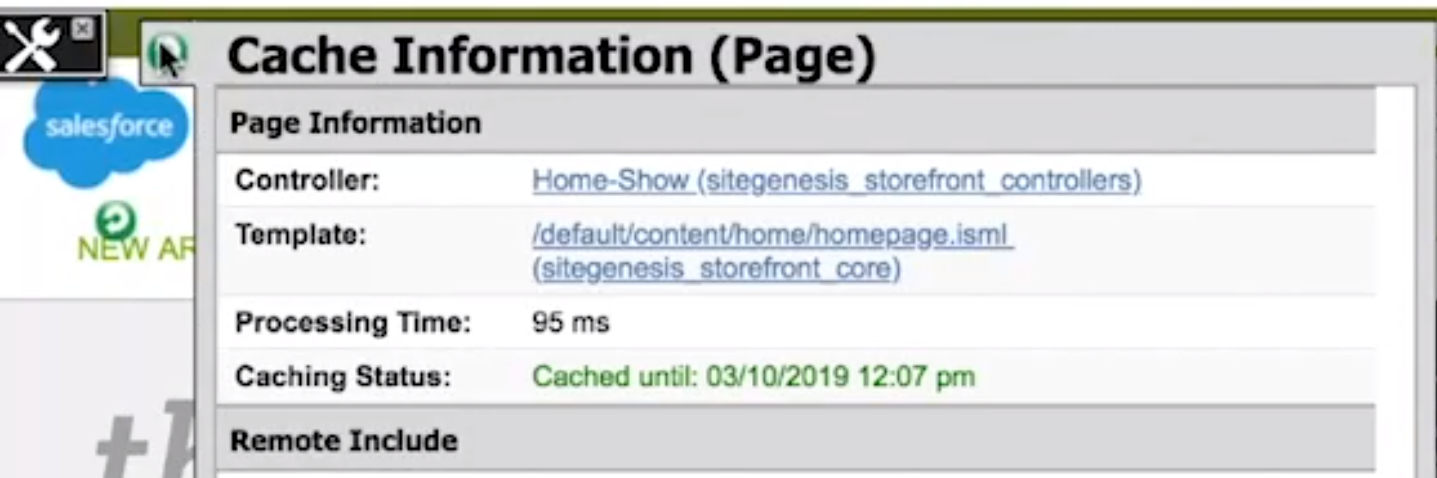 Cache Information (Page)
salesforce
Page Information
Controller: Home-Show (sitegenesis_storefront_controllers)
NEW AR
Template: /default/content/home/homepage.isml
(sitegenesis_storefront_core)
Processing Time: 95 ms
Caching Status: Cached until: 03/10/2019 12:07 pm
Remote Include